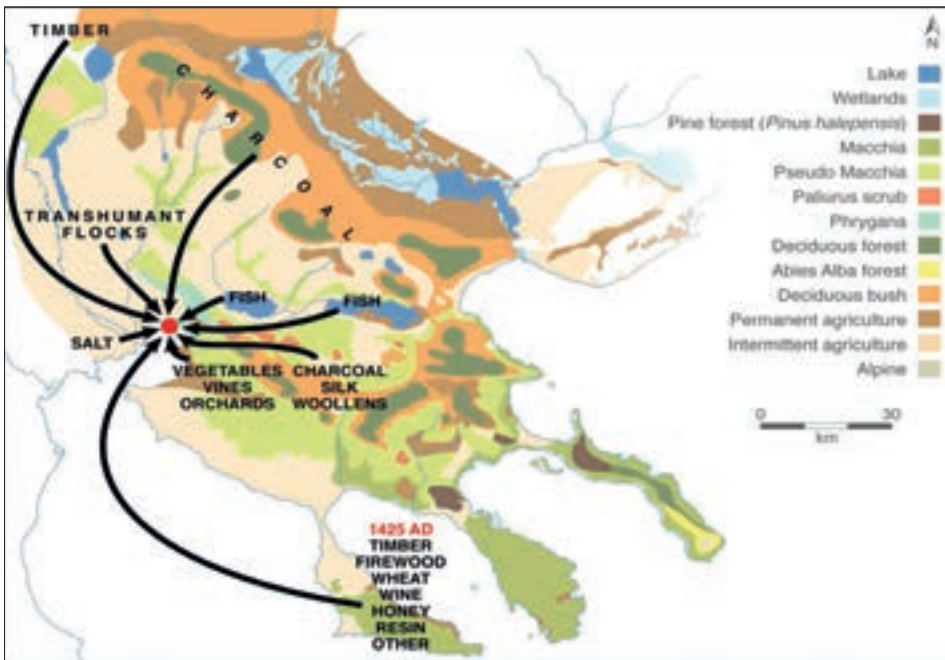 TIMBER
CHARCOAL
TRANSHUMANT
FLOCKS
FISH
FISH
SALT
VEGETABLES
VINES
ORCHARDS
CHARCOAL
SILK
WOOLLENS
1425 AD
TIMBER
FIREWOOD
WHEAT
WINE
HONEY
RESIN
OTHER
N
Lake
Wetlands
Pine forest (Pinus halepensis)
Macchia
Pseudo Macchia
Paliurus scrub
Phrygana
Deciduous forest
Abies Alba forest
Deciduous bush
Permanent agriculture
Intermittent agriculture
Alpine
0 30
km